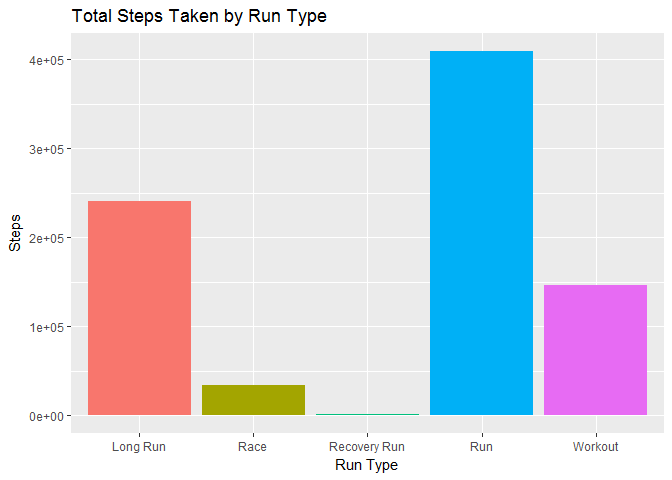 Total Steps Taken by Run Type
4e+05
3e+05
2e+05
1e+05
0e+00
Steps
Long Run Race Recovery Run Run Workout
Run Type